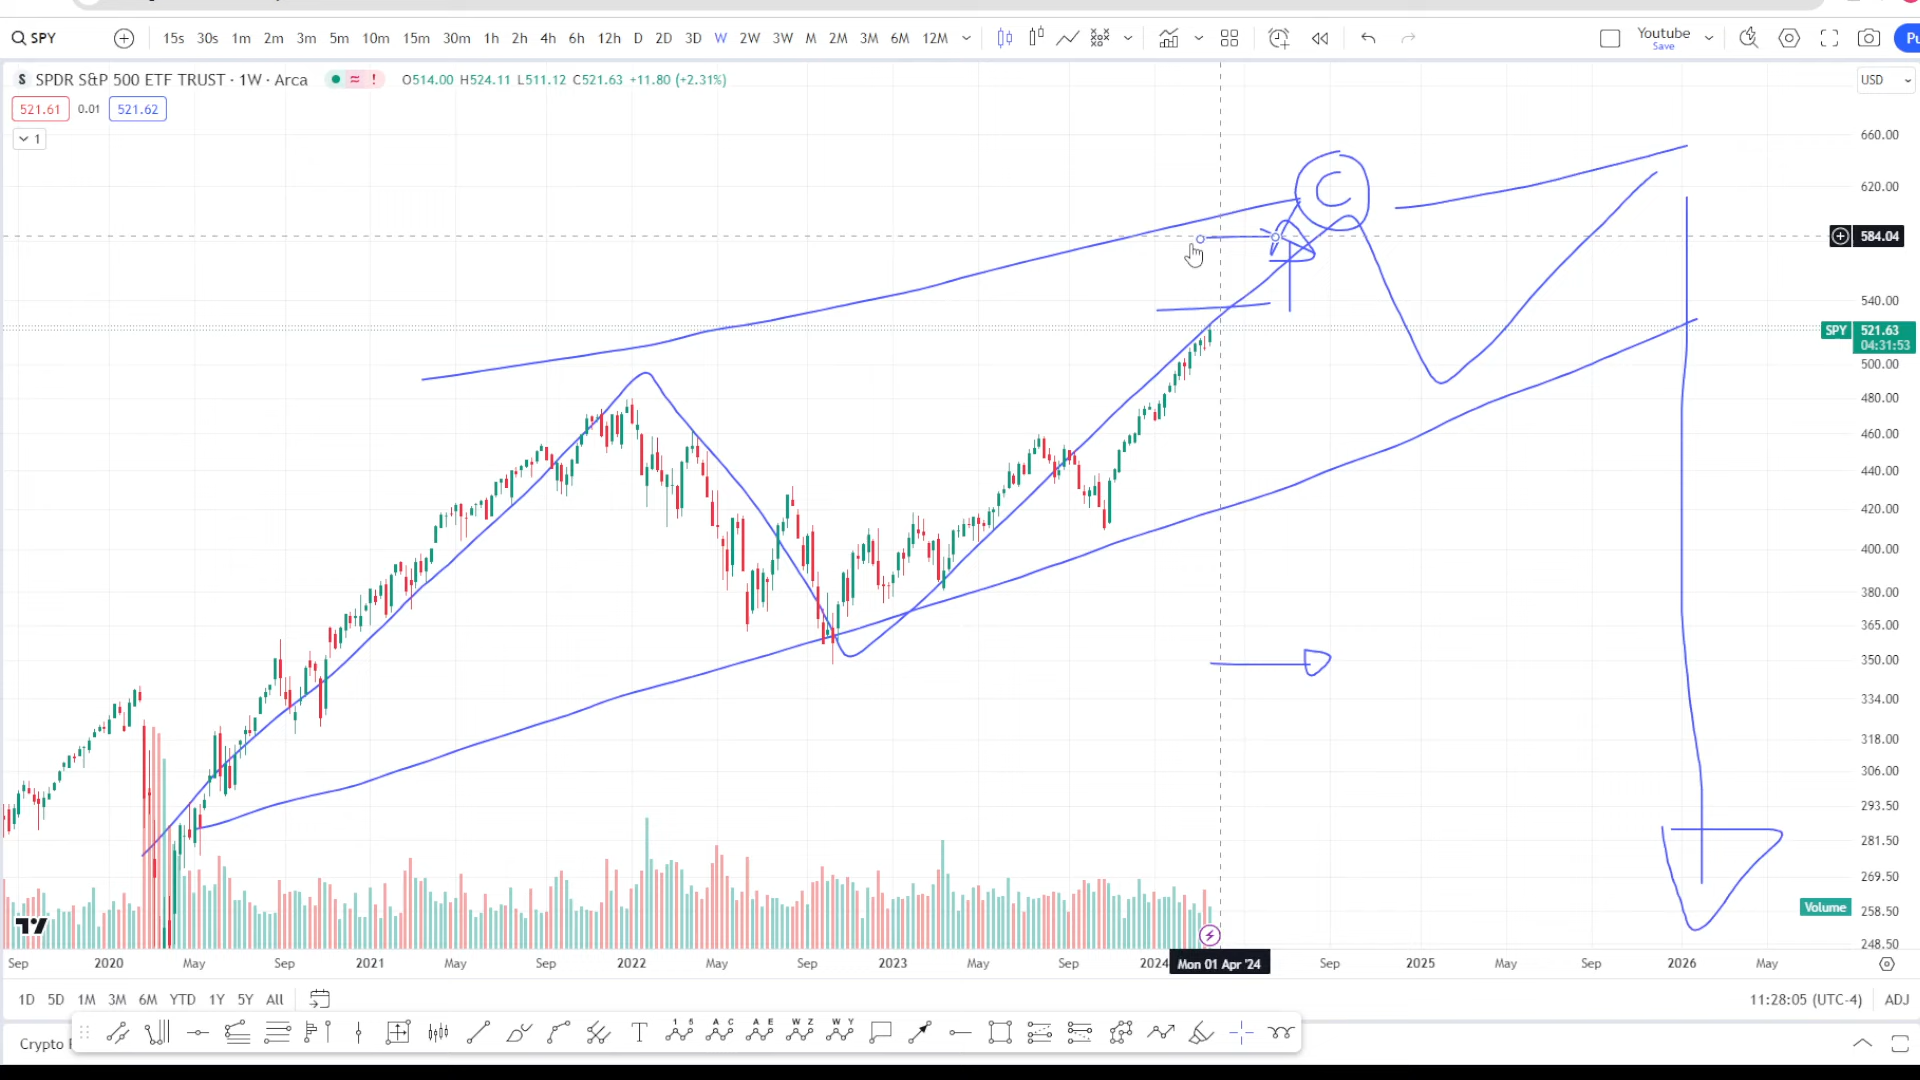 SPY 15s 30s 1m 2m 3m 5m 10m 15m 30m 1h 2h 4h 6h 12h D 2D 3D W 2W 3W M 2M 3M 6M 12M Youtube Save Pu
S SPDR S&P 500 ETF TRUST · 1W · Arca ≈ ! O514.00 H524.11 L511.12 C521.63 +11.80 (+2.31%) USD
521.61 0.01 521.62
1
660.00
620.00
C
584.04
540.00
SPY 521.63
04:31:53
500.00
480.00
460.00
440.00
420.00
400.00
380.00
365.00
350.00
334.00
318.00
306.00
293.50
281.50
269.50
Volume
258.50
248.50
Sep 2020 May Sep 2021 May Sep 2022 May Sep 2023 May Sep 2024 Mon 01 Apr '24 Sep 2025 May Sep 2026 May
1D 5D 1M 3M 6M YTD 1Y 5Y All 11:28:05 (UTC-4) ADJ
T 1 5 A C A E W Z W Y
Crypto